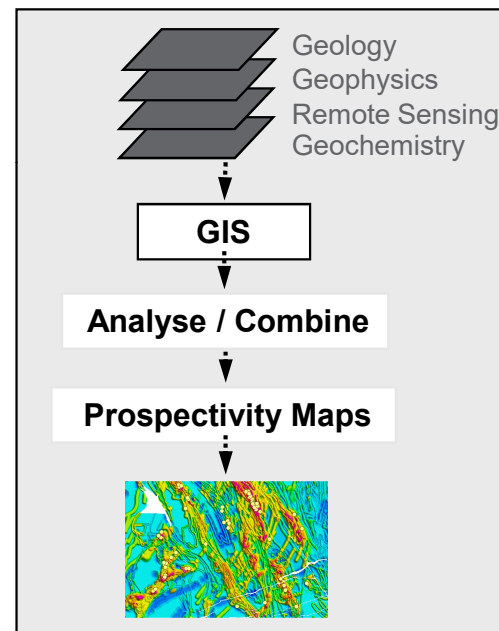 Geology
Geophysics
Remote Sensing
Geochemistry
GIS
Analyse / Combine
Prospectivity Maps